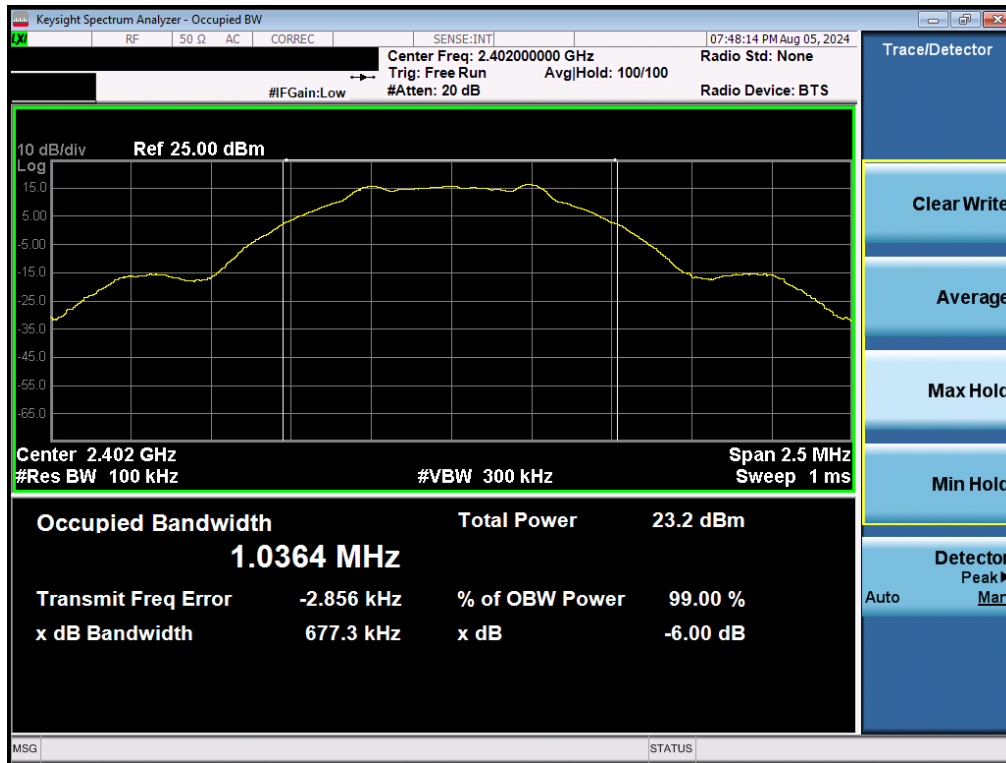 Keysight Spectrum Analyzer - Occupied BW
LXI RF 50 Ω AC CORREC SENSE:INT 07:48:14 PM Aug 05, 2024
Center Freq: 2.402000000 GHz Radio Std: None
Trig: Free Run Avg|Hold: 100/100
#IFGain:Low #Atten: 20 dB Radio Device: BTS
10 dB/div Ref 25.00 dBm
Log
15.0
5.00
-5.00
-15.0
-25.0
-35.0
-45.0
-55.0
-65.0
Center 2.402 GHz Span 2.5 MHz
#Res BW 100 kHz #VBW 300 kHz Sweep 1 ms
Occupied Bandwidth Total Power 23.2 dBm
1.0364 MHz
Transmit Freq Error -2.856 kHz % of OBW Power 99.00 %
x dB Bandwidth 677.3 kHz x dB -6.00 dB
MSG STATUS
Trace/Detector
Clear Write
Average
Max Hold
Min Hold
Detector
Peak▶
Auto Man